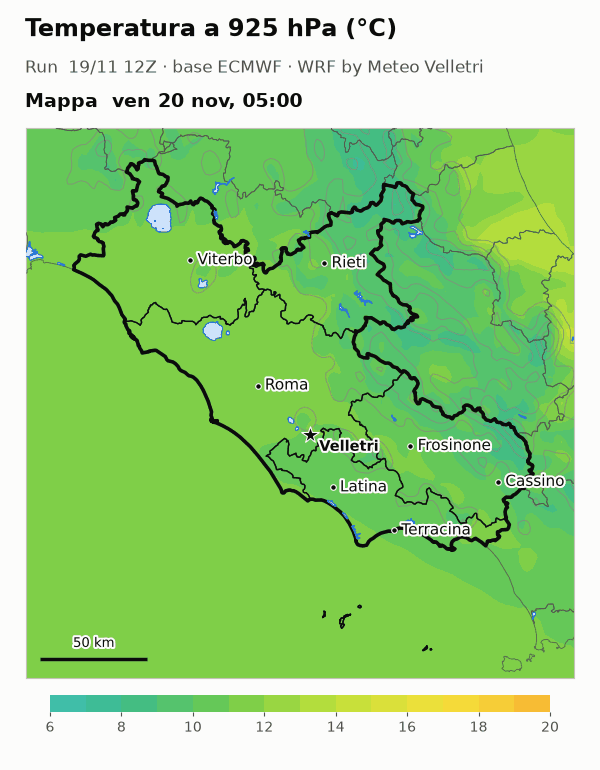 Temperatura a 925 hPa (°C)
Run  19/11 12Z · base ECMWF · WRF by Meteo Velletri
Mappa  ven 20 nov, 05:00
Viterbo
Rieti
Roma
Velletri
Frosinone
Latina
Cassino
Terracina
50 km
6 8 10 12 14 16 18 20